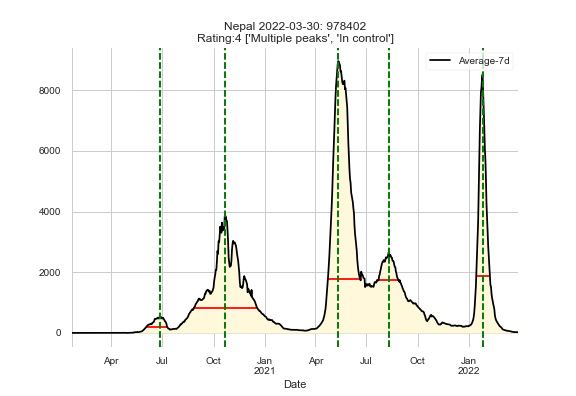 Nepal 2022-03-30: 978402
Rating:4 ['Multiple peaks', 'In control']
Average-7d
8000
6000
4000
2000
0
Apr
Jul
Oct
Jan
2021
Apr
Jul
Oct
Jan
2022
Date